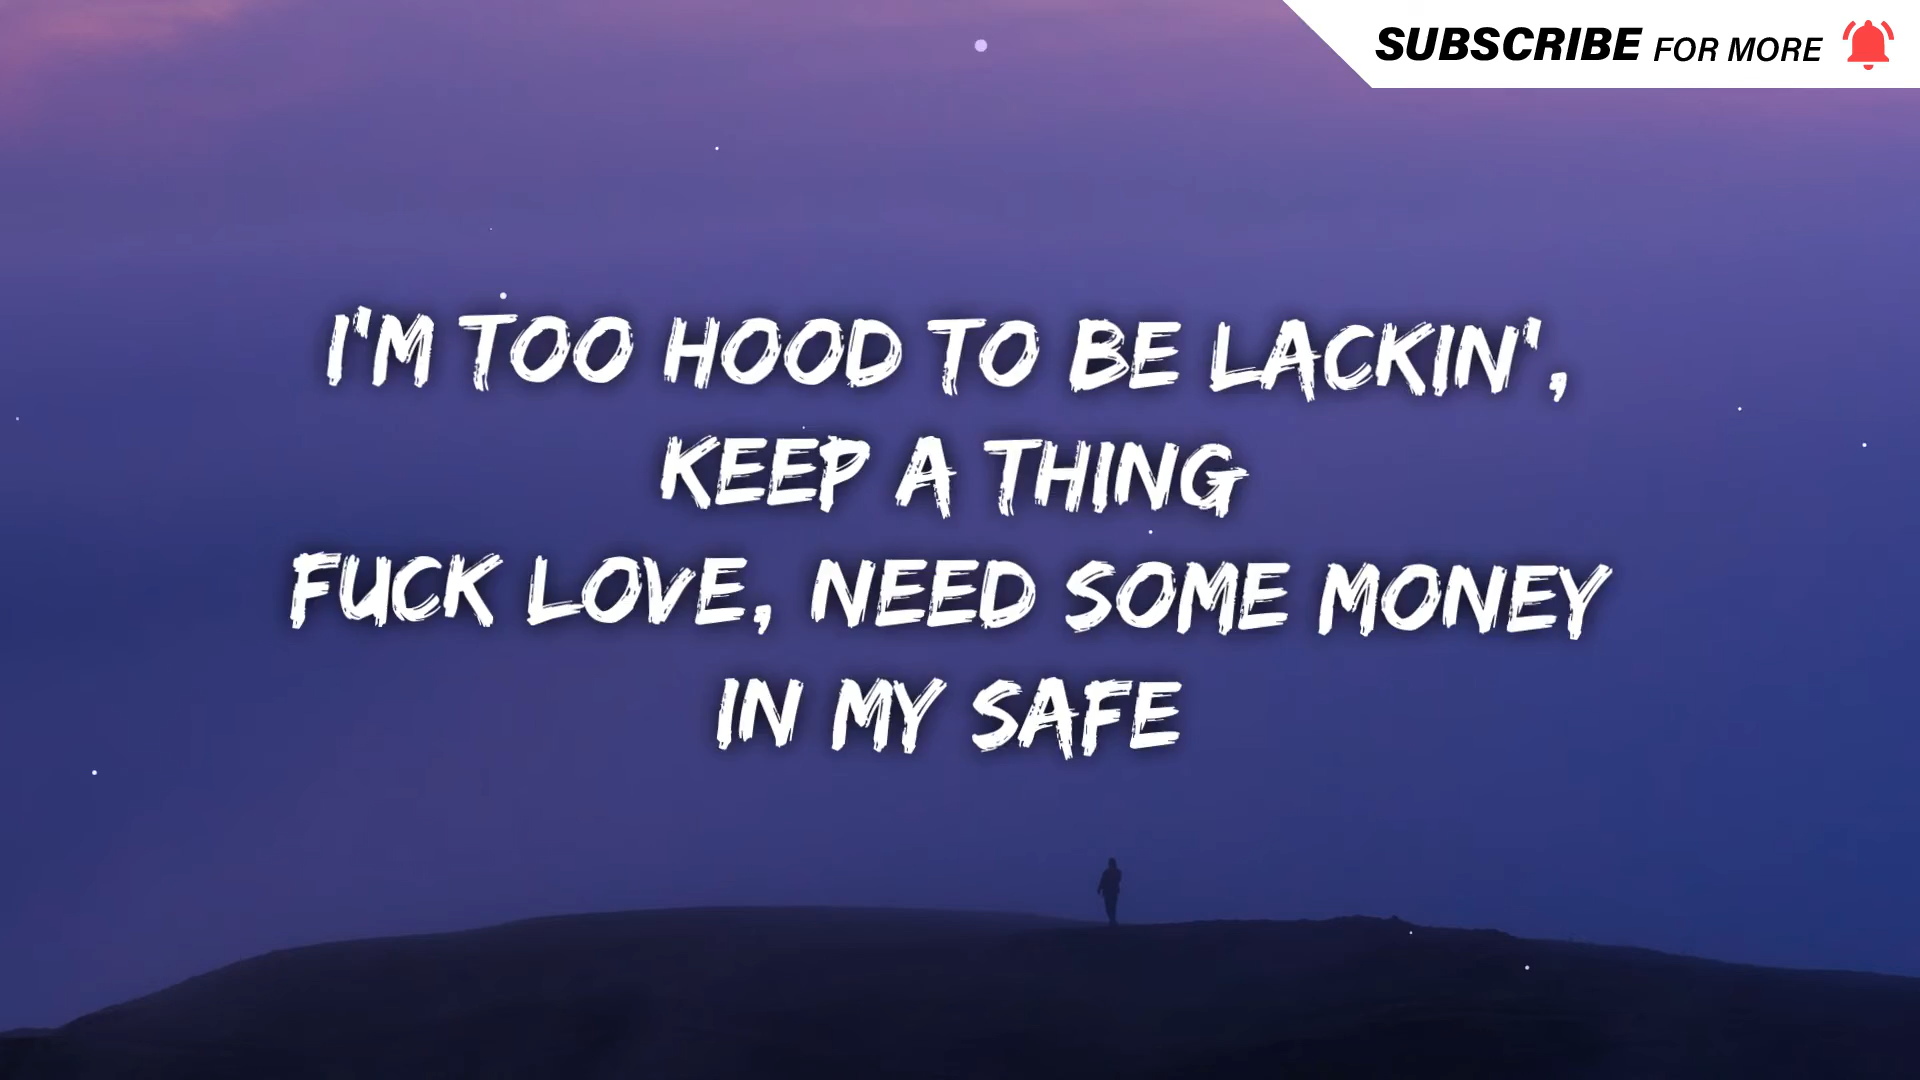 SUBSCRIBE FOR MORE
I'M TOO HOOD TO BE LACKIN',
KEEP A THING
FUCK LOVE, NEED SOME MONEY
IN MY SAFE